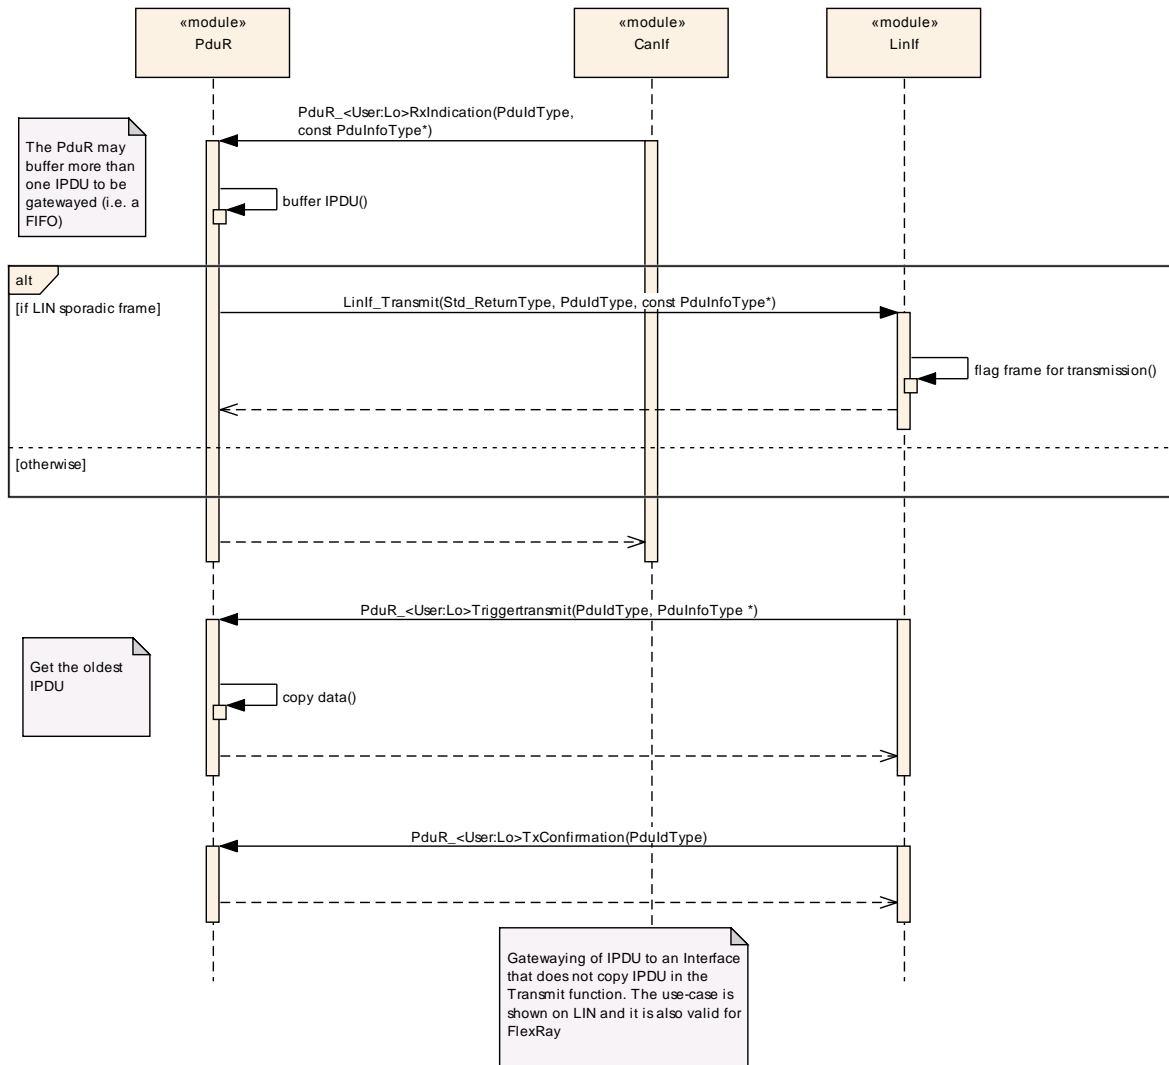 «module»
PduR
«module»
CanIf
«module»
LinIf
PduR_<User:Lo>RxIndication(PduIdType,
const PduInfoType*)
The PduR may
buffer more than
one IPDU to be
gatewayed (i.e. a
FIFO)
buffer IPDU()
alt
[if LIN sporadic frame]
LinIf_Transmit(Std_ReturnType, PduIdType, const PduInfoType*)
flag frame for transmission()
[otherwise]
PduR_<User:Lo>Triggertransmit(PduIdType, PduInfoType *)
Get the oldest
IPDU
copy data()
PduR_<User:Lo>TxConfirmation(PduIdType)
Gatewaying of IPDU to an Interface
that does not copy IPDU in the
Transmit function. The use-case is
shown on LIN and it is also valid for
FlexRay